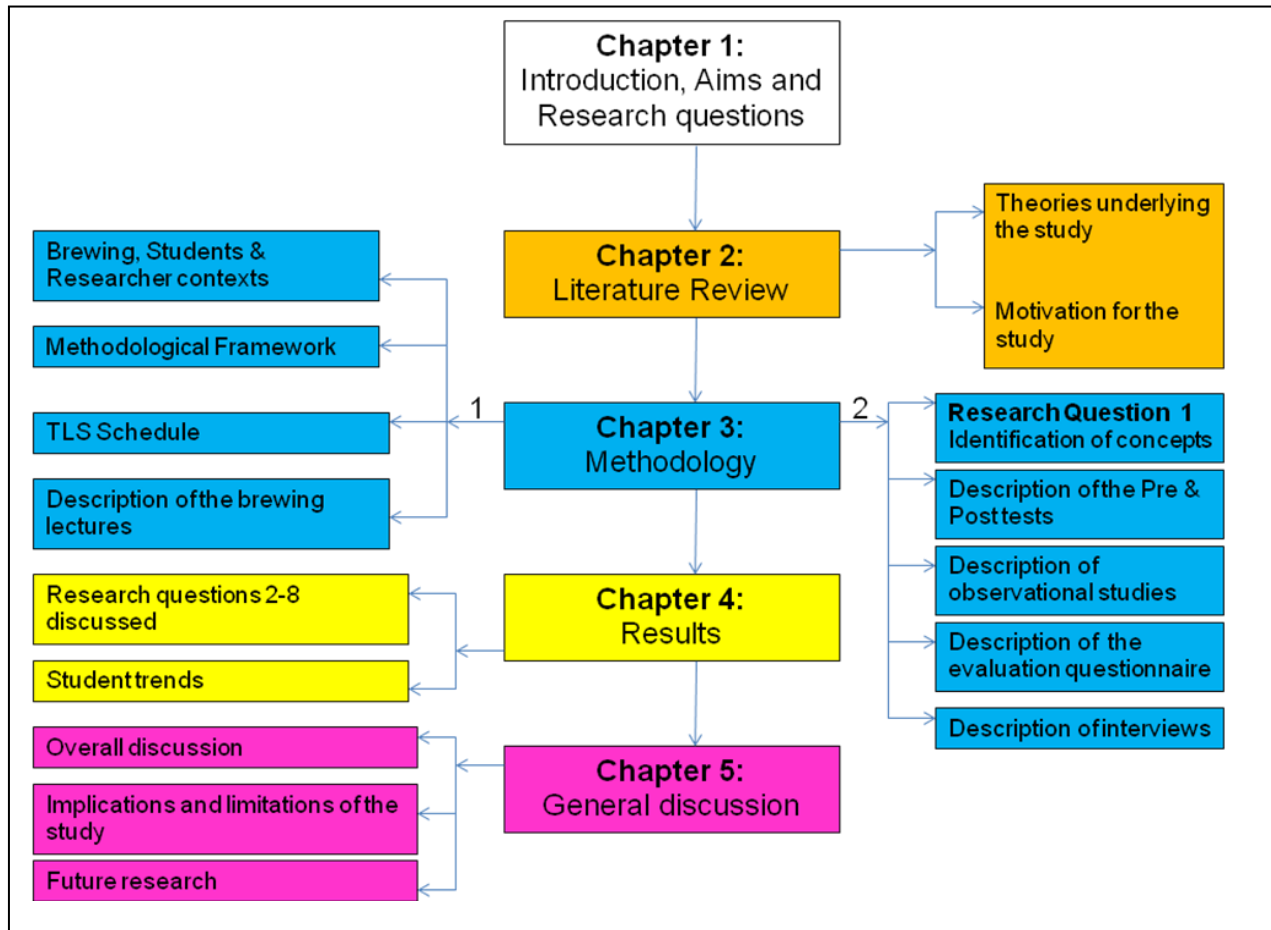 Chapter 1:
Introduction, Aims and
Research questions
Chapter 2:
Literature Review
Theories underlying
the study
Motivation for the
study
Brewing, Students &
Researcher contexts
Methodological Framework
TLS Schedule
Description of the brewing
lectures
1
Chapter 3:
Methodology
2
Research Question 1
Identification of concepts
Description of the Pre &
Post tests
Description of
observational studies
Description of the
evaluation questionnaire
Description of interviews
Research questions 2-8
discussed
Student trends
Chapter 4:
Results
Overall discussion
Implications and limitations of the
study
Future research
Chapter 5:
General discussion